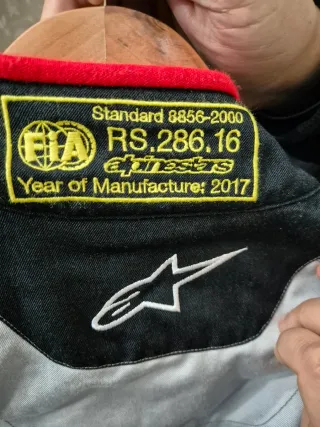 Standard 8856-2000
FiA RS.286.16
alpinestars
Year of Manufacture: 2017